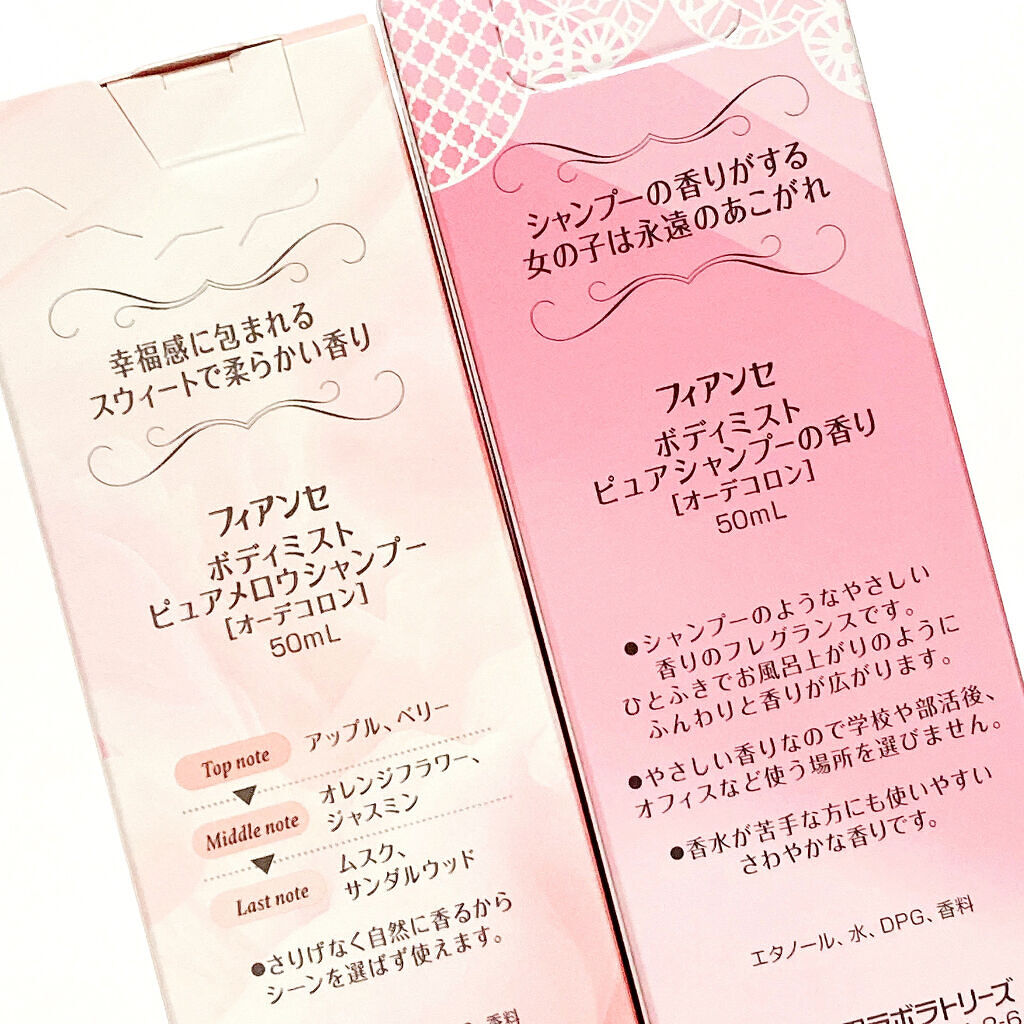 幸福感に包まれる
スウィートで柔らかい香り
フィアンセ
ボディミスト
ピュアメロウシャンプー
[オーデコロン]
50mL
Top note
アップル、ベリー
Middle note
オレンジフラワー、
ジャスミン
Last note
ムスク、
サンダルウッド
●さりげなく自然に香るから
シーンを選ばず使えます。
香料
シャンプーの香りがする
女の子は永遠のあこがれ
フィアンセ
ボディミスト
ピュアシャンプーの香り
[オーデコロン]
50mL
●シャンプーのようなやさしい
香りのフレグランスです。
ひとふきでお風呂上がりのように
ふんわりと香りが広がります。
●やさしい香りなので学校や部活後、
オフィスなど使う場所を選びません。
●香水が苦手な方にも使いやすい
さわやかな香りです。
エタノール、水、DPG、香料
ラボラトリーズ
2-6